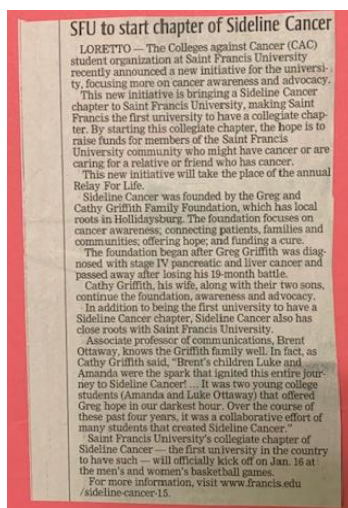 SFU to start chapter of Sideline Cancer
LORETTO — The Colleges against Cancer (CAC)
student organization at Saint Francis University
recently announced a new initiative for the universi-
ty, focusing more on cancer awareness and advocacy.
This new initiative is bringing a Sideline Cancer
chapter to Saint Francis University, making Saint
Francis the first university to have a collegiate chap-
ter. By starting this collegiate chapter, the hope is to
raise funds for members of the Saint Francis
University community who might have cancer or are
caring for a relative or friend who has cancer.
This new initiative will take the place of the annual
Relay For Life.
Sideline Cancer was founded by the Greg and
Cathy Griffith Family Foundation, which has local
roots in Hollidaysburg. The foundation focuses on
cancer awareness; connecting patients, families and
communities; offering hope; and funding a cure.
The foundation began after Greg Griffith was diag-
nosed with stage IV pancreatic and liver cancer and
passed away after losing his 19-month battle.
Cathy Griffith, his wife, along with their two sons,
continue the foundation, awareness and advocacy.
In addition to being the first university to have a
Sideline Cancer chapter, Sideline Cancer also has
close roots with Saint Francis University.
Associate professor of communications, Brent
Ottaway, knows the Griffith family well. In fact, as
Cathy Griffith said, "Brent's children Luke and
Amanda were the spark that ignited this entire jour-
ney to Sideline Cancer! ... It was two young college
students (Amanda and Luke Ottaway) that offered
Greg hope in our darkest hour. Over the course of
these past four years, it was a collaborative effort of
many students that created Sideline Cancer."
Saint Francis University's collegiate chapter of
Sideline Cancer — the first university in the country
to have such — will officially kick off on Jan. 16 at
the men's and women's basketball games.
For more information, visit www.francis.edu
/sideline-cancer-15.